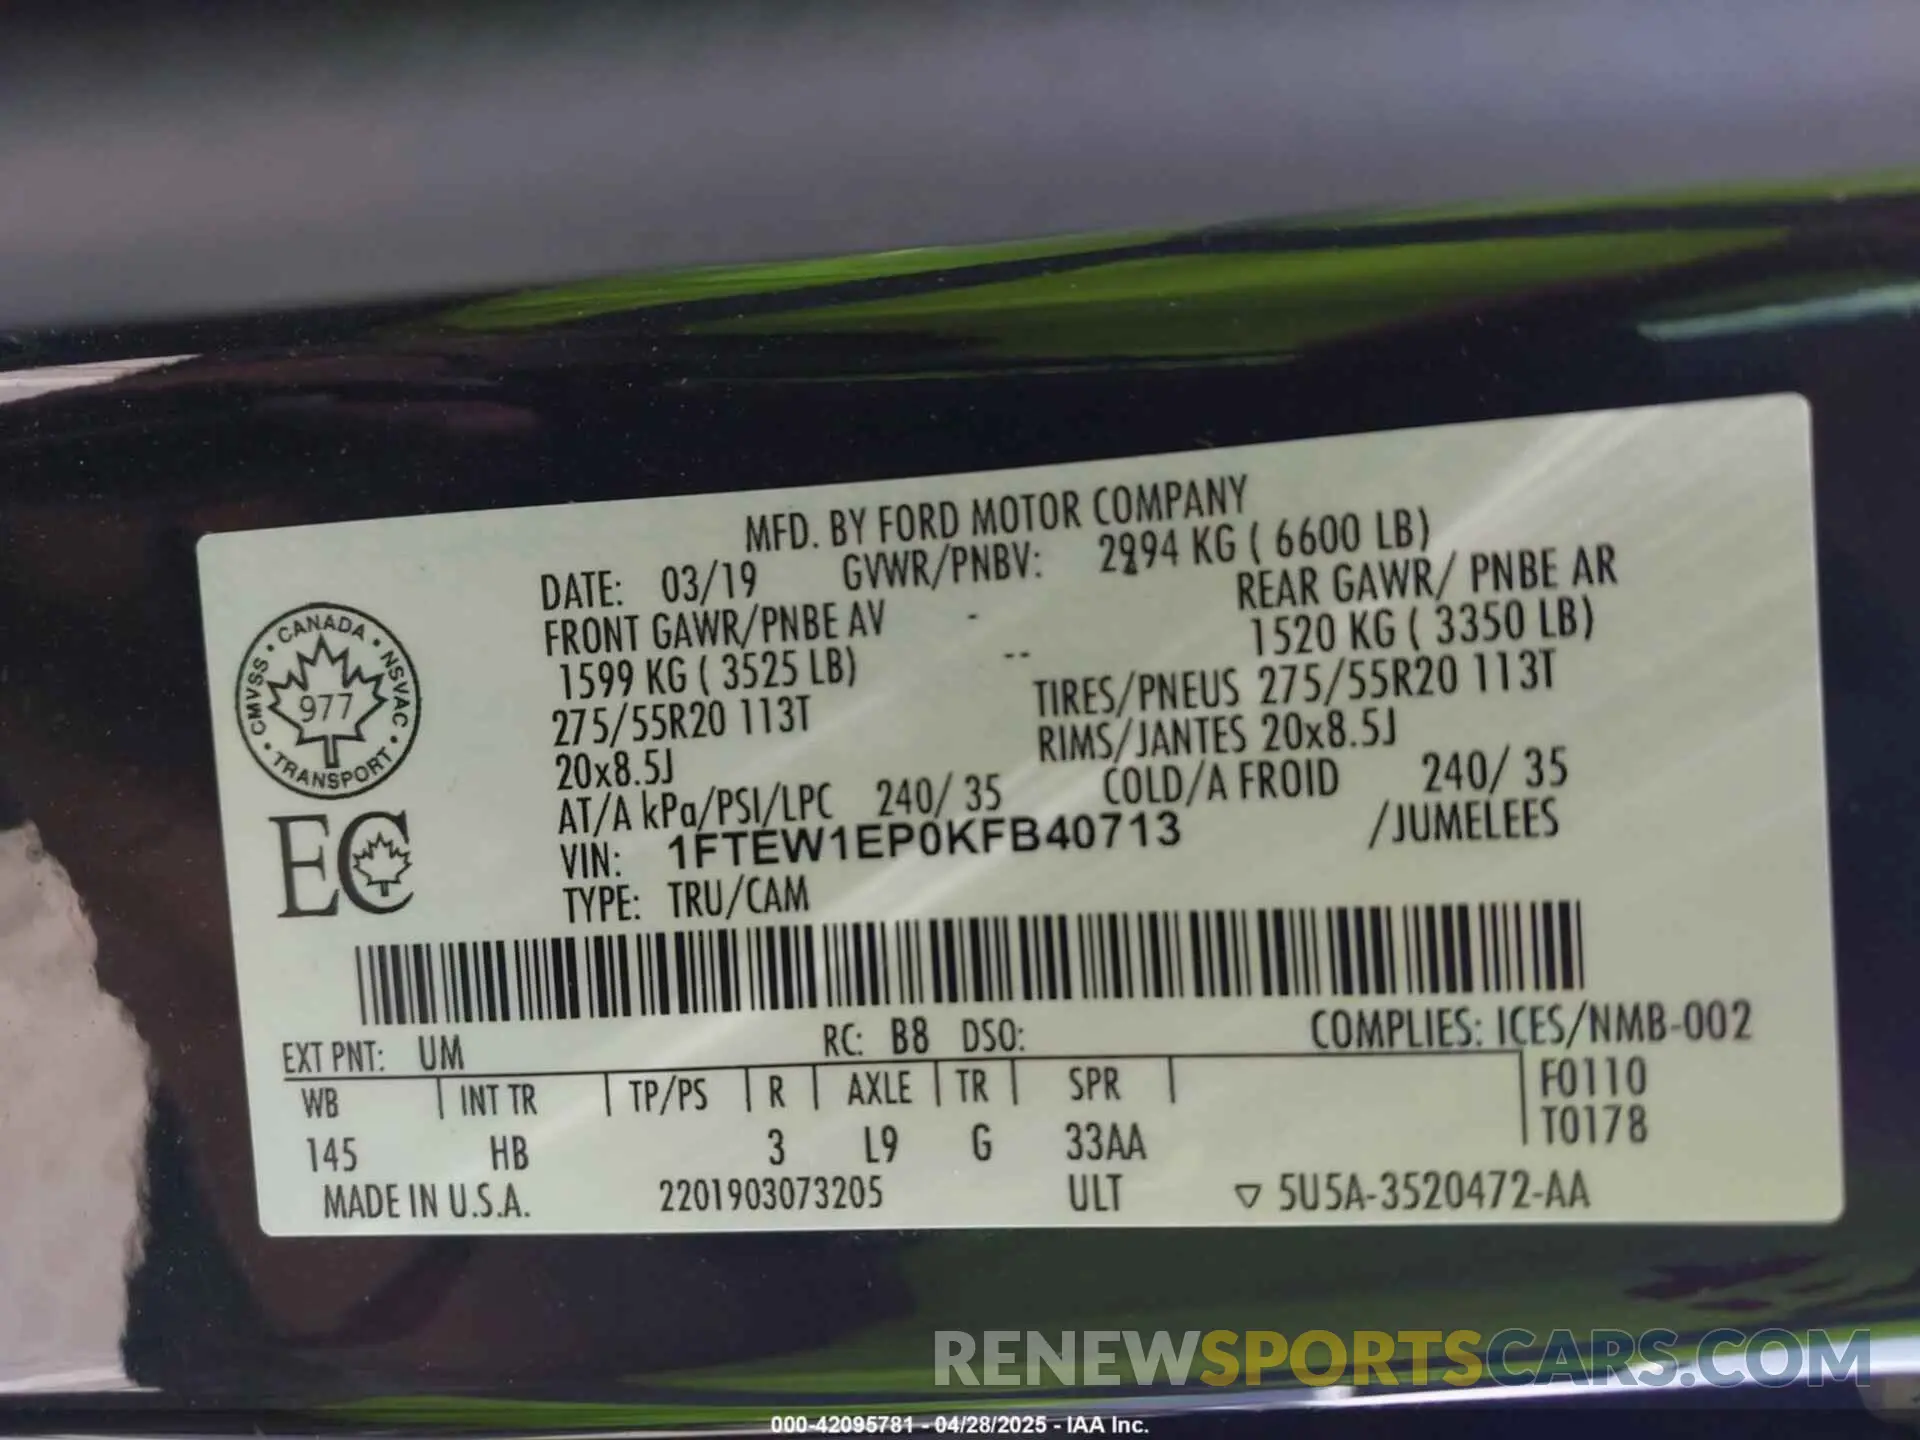 MFD. BY FORD MOTOR COMPANY
DATE: 03/19 GVWR/PNBV: 2994 KG ( 6600 LB)
FRONT GAWR/PNBE AV - REAR GAWR/ PNBE AR
1599 KG ( 3525 LB) -- 1520 KG ( 3350 LB)
275/55R20 113T TIRES/PNEUS 275/55R20 113T
20x8.5J RIMS/JANTES 20x8.5J
AT/A kPa/PSI/LPC 240/ 35 COLD/A FROID 240/ 35
VIN: 1FTEW1EP0KFB40713 /JUMELEES
TYPE: TRU/CAM
CANADA • NSVAC • TRANSPORT • CMVSS •
977
EC
EXT PNT: UM RC: B8 DSO: COMPLIES: ICES/NMB-002
WB | INT TR | TP/PS | R | AXLE | TR | SPR | F0110
T0178
145 HB 3 L9 G 33AA
MADE IN U.S.A. 2201903073205 ULT ▽ 5U5A-3520472-AA
RENEWSPORTSCARS.COM
000-42095781 - 04/28/2025 - IAA Inc.